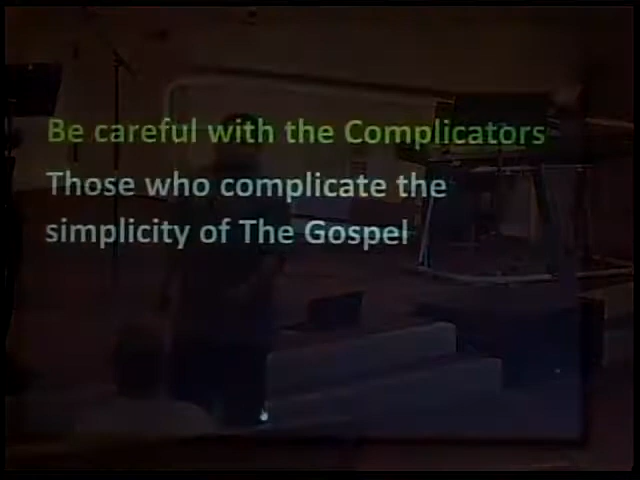 Be careful with the Complicators
Those who complicate the
simplicity of The Gospel